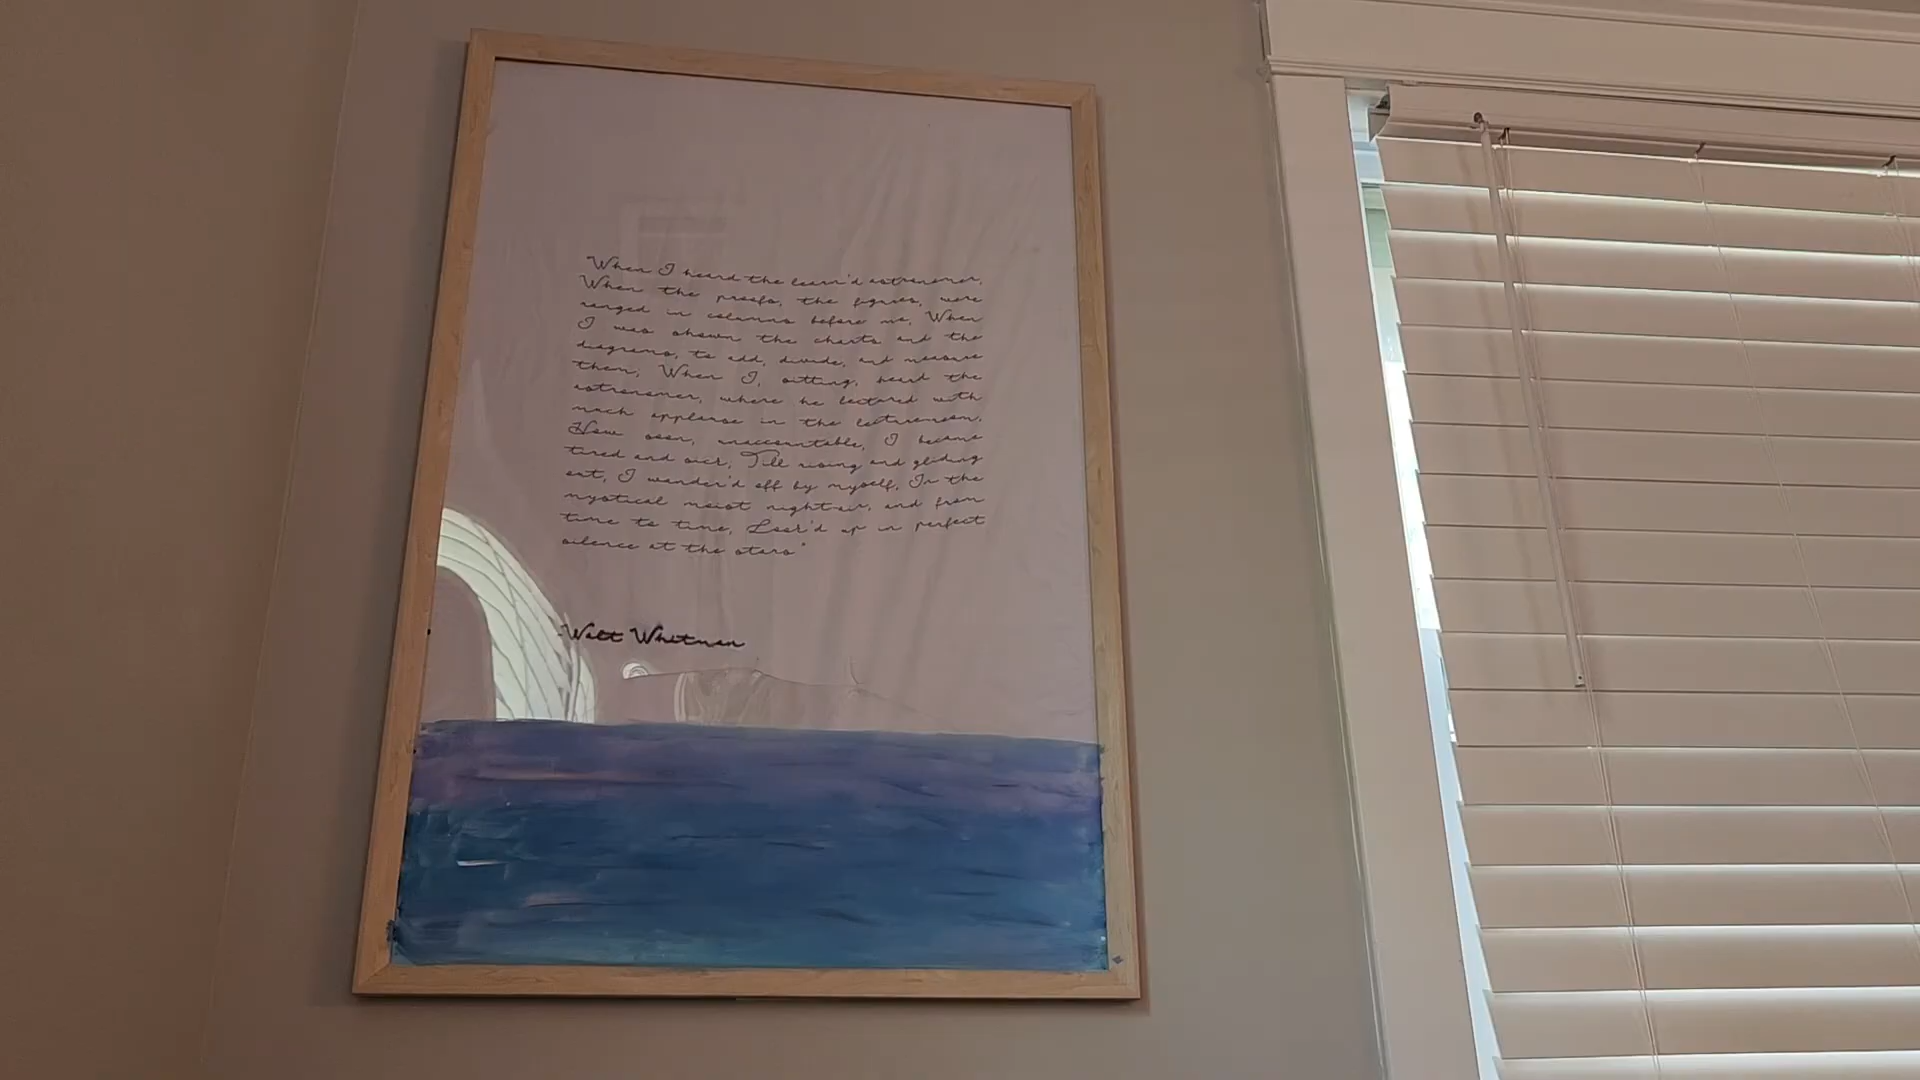 "When I heard the learn'd astronomer,
When the proofs, the figures, were
ranged in columns before me, When
I was shown the charts and the
diagrams, to add, divide, and measure
them; When I, sitting, heard the
astronomer, where he lectured with
much applause in the lecture-room,
How soon, unaccountable, I became
tired and sick; Till rising and gliding
out, I wander'd off by myself, In the
mystical moist night-air, and from
time to time, Look'd up in perfect
silence at the stars"
-Walt Whitman